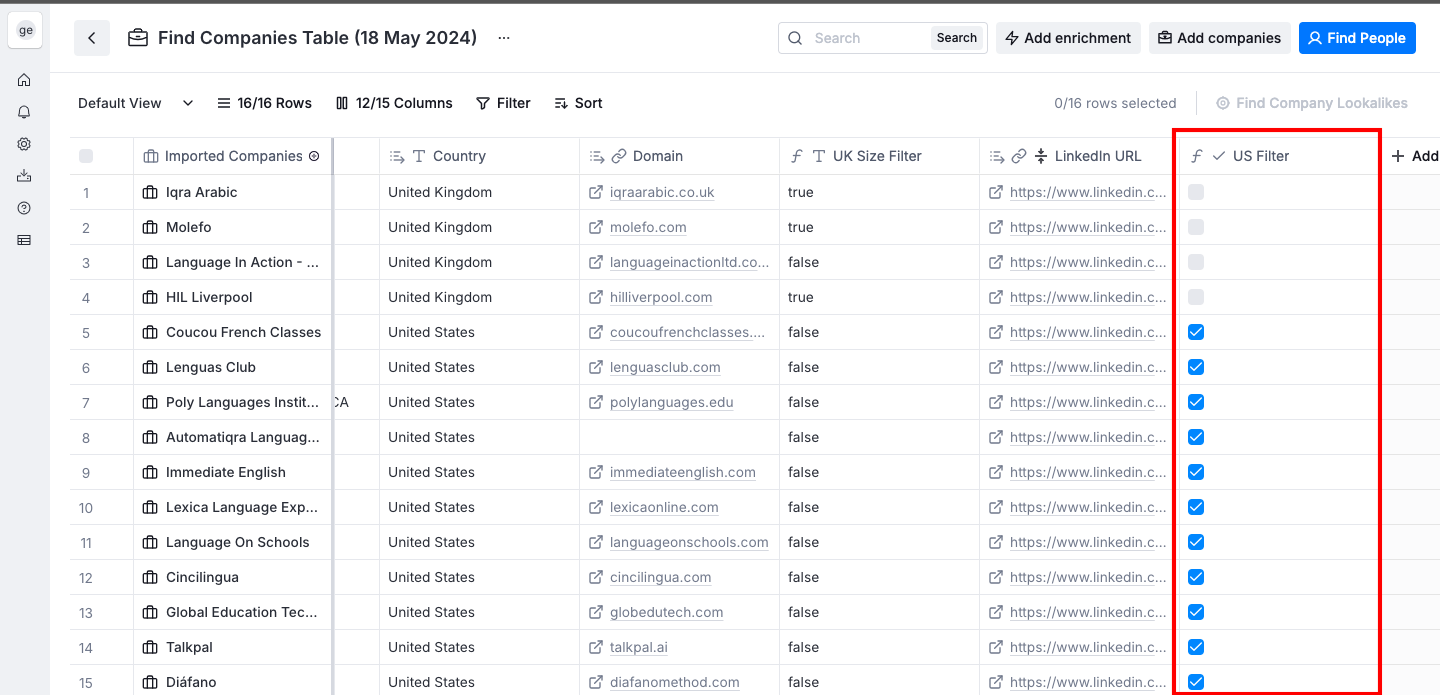 ge
Find Companies Table (18 May 2024) ...
Search Search
Add enrichment
Add companies
Find People
Default View
16/16 Rows
12/15 Columns
Filter
Sort
0/16 rows selected
Find Company Lookalikes
Imported Companies Country Domain UK Size Filter LinkedIn URL US Filter + Add
1 Iqra Arabic United Kingdom iqraarabic.co.uk true https://www.linkedin.c...
2 Molefo United Kingdom molefo.com true https://www.linkedin.c...
3 Language In Action - ... United Kingdom languageinactionltd.co... false https://www.linkedin.c...
4 HIL Liverpool United Kingdom hilliverpool.com true https://www.linkedin.c...
5 Coucou French Classes United States coucoufrenchclasses.... false https://www.linkedin.c...
6 Lenguas Club United States lenguasclub.com false https://www.linkedin.c...
7 Poly Languages Instit... CA United States polylanguages.edu false https://www.linkedin.c...
8 Automatiqra Languag... United States false https://www.linkedin.c...
9 Immediate English United States immediateenglish.com false https://www.linkedin.c...
10 Lexica Language Exp... United States lexicaonline.com false https://www.linkedin.c...
11 Language On Schools United States languageonschools.com false https://www.linkedin.c...
12 Cincilingua United States cincilingua.com false https://www.linkedin.c...
13 Global Education Tec... United States globedutech.com false https://www.linkedin.c...
14 Talkpal United States talkpal.ai false https://www.linkedin.c...
15 Diáfano United States diafanomethod.com false https://www.linkedin.c...